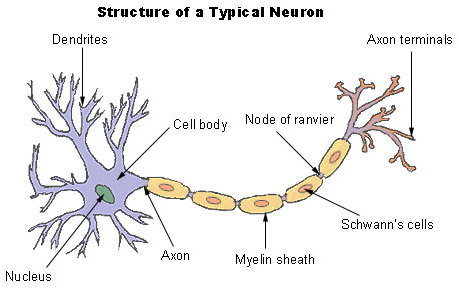 Structure of a Typical Neuron
Dendrites
Axon terminals
Cell body
Node of ranvier
Schwann's cells
Axon
Myelin sheath
Nucleus